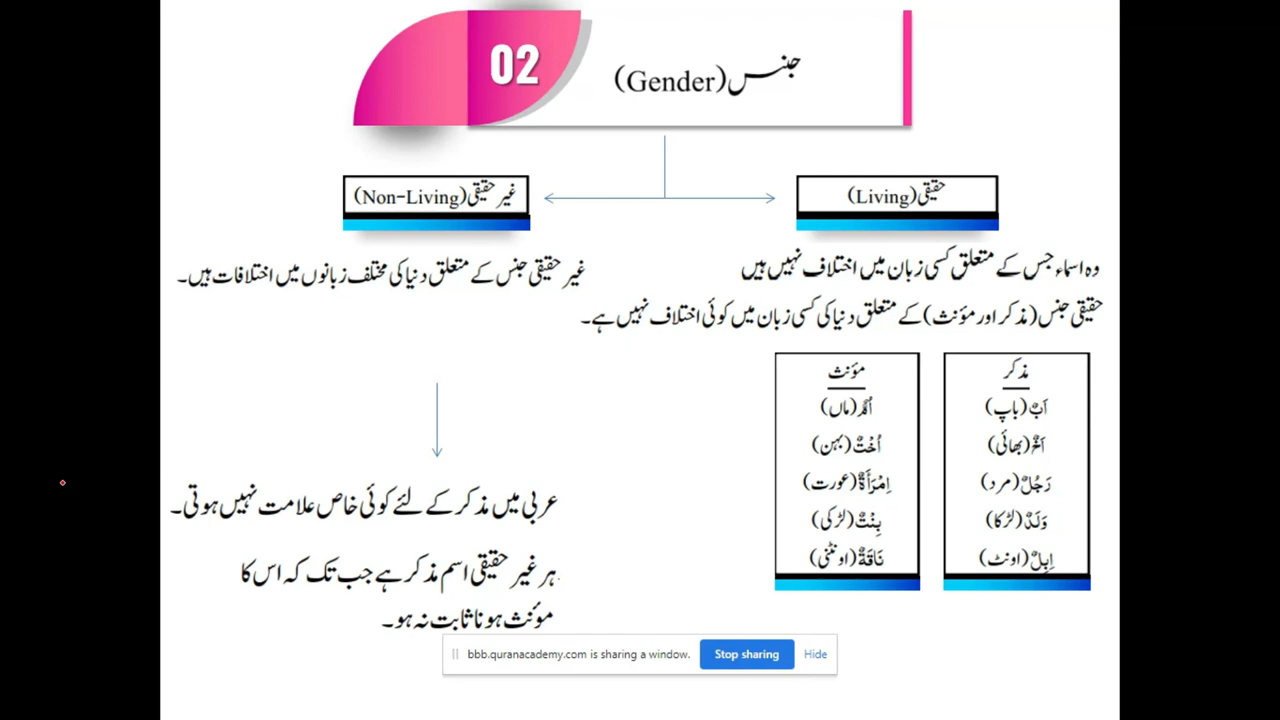 02
جنس (Gender)
حقیقی (Living)
غیر حقیقی (Non-Living)
وہ اسماء جس کے متعلق کسی زبان میں اختلاف نہیں ہیں
حقیقی جنس (مذکر اور مؤنث) کے متعلق دنیا کی کسی زبان میں کوئی اختلاف نہیں ہے۔
مذکر
اَبٌ (باپ)
اَخٌ (بھائی)
رَجُلٌ (مرد)
وَلَدٌ (لڑکا)
اِبِلٌ (اونٹ)
مؤنث
اُمٌّ (ماں)
اُخْتٌ (بہن)
اِمْرَأَةٌ (عورت)
بِنْتٌ (لڑکی)
نَاقَةٌ (اونٹنی)
غیر حقیقی جنس کے متعلق دنیا کی مختلف زبانوں میں اختلافات ہیں۔
عربی میں مذکر کے لئے کوئی خاص علامت نہیں ہوتی۔
ہر غیر حقیقی اسم مذکر ہے جب تک کہ اس کا
مؤنث ہونا ثابت نہ ہو۔
bbb.quranacademy.com is sharing a window.
Stop sharing
Hide